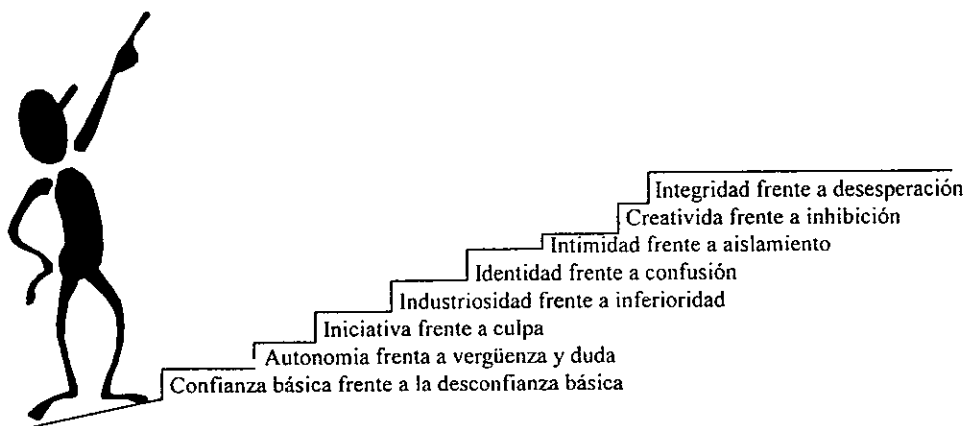 Integridad frente a desesperación
Creativida frente a inhibición
Intimidad frente a aislamiento
Identidad frente a confusión
Industriosidad frente a inferioridad
Iniciativa frente a culpa
Autonomia frenta a vergüenza y duda
Confianza básica frente a la desconfianza básica